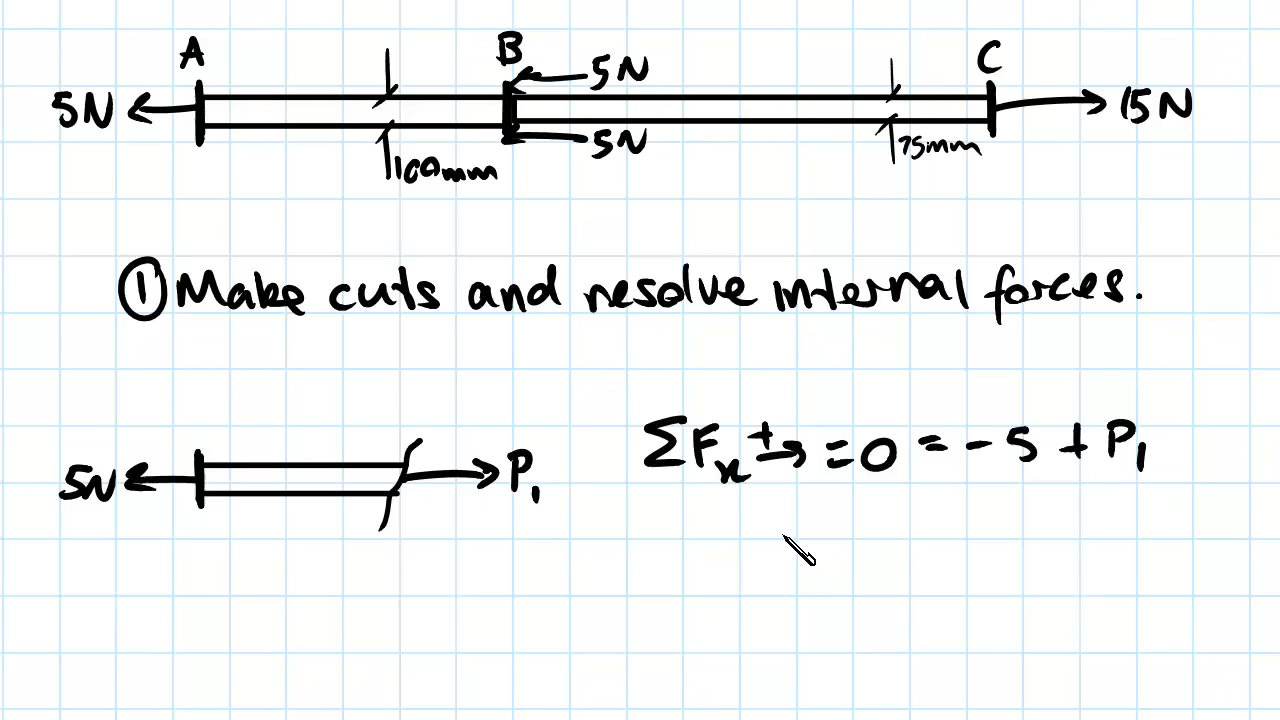 A B C
5N 5N 15N
5N
100mm 75mm
① Make cuts and resolve internal forces.
5N P₁ ΣFₓ →⁺ = 0 = - 5 + P₁